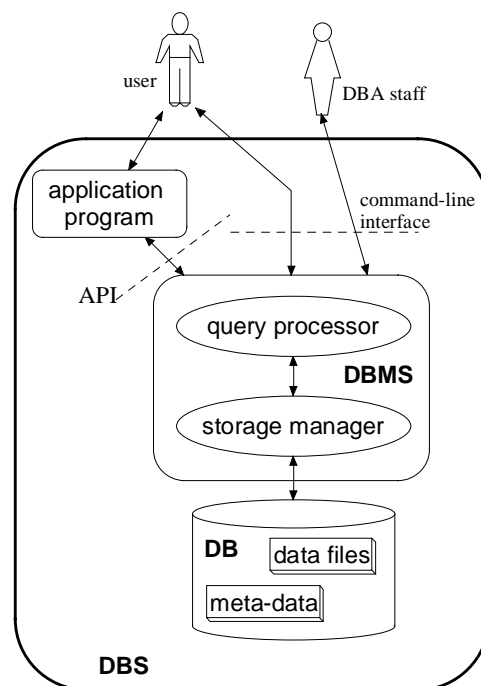 user
DBA staff
application
program
command-line
interface
API
query processor
DBMS
storage manager
DB
data files
meta-data
DBS